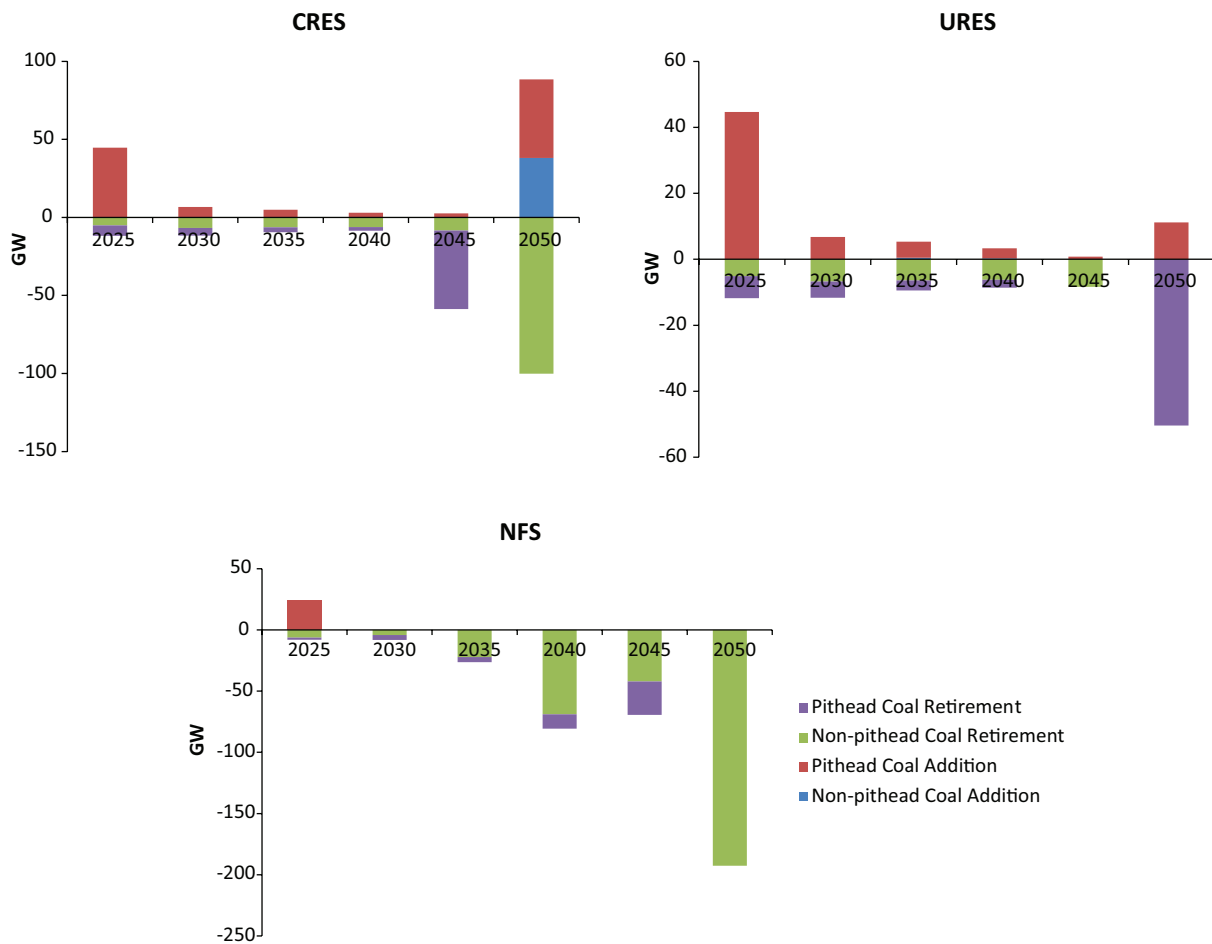 CRES
100
50
0
-50
-100
-150
GW
2025 2030 2035 2040 2045 2050
URES
60
40
20
0
-20
-40
-60
GW
2025 2030 2035 2040 2045 2050
NFS
50
0
-50
-100
-150
-200
-250
GW
2025 2030 2035 2040 2045 2050
Pithead Coal Retirement
Non-pithead Coal Retirement
Pithead Coal Addition
Non-pithead Coal Addition